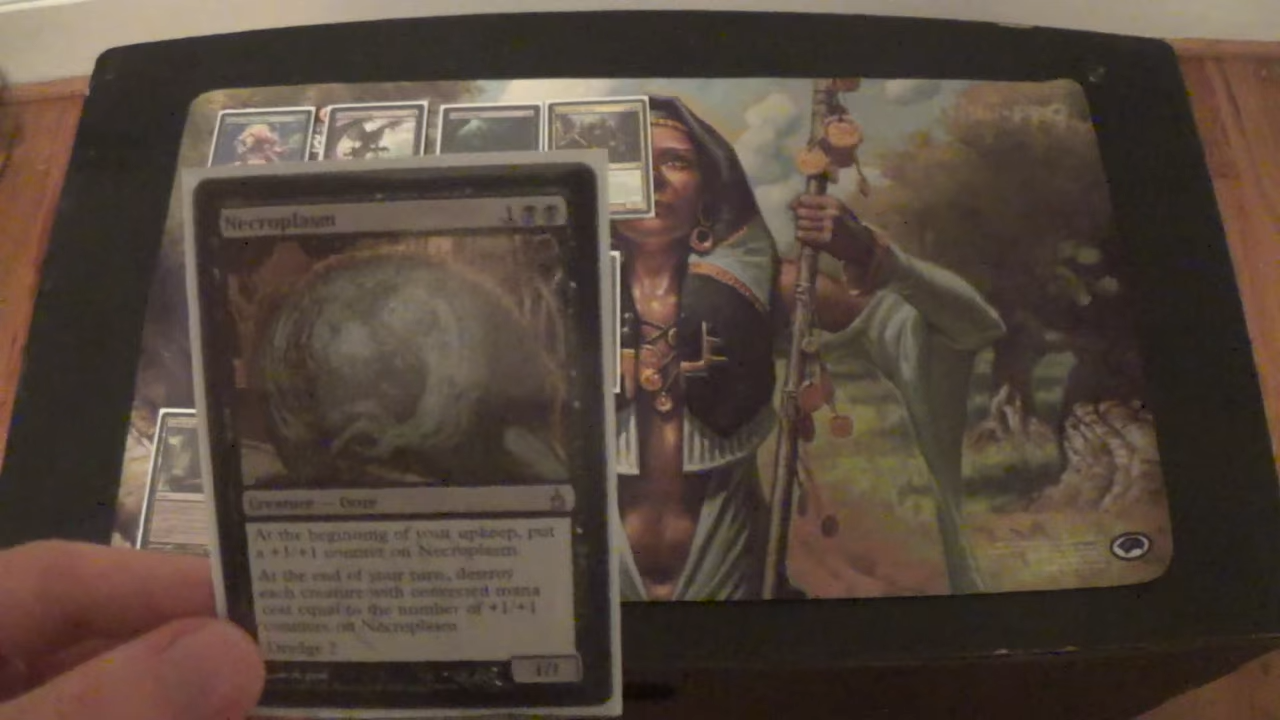 Necroplasm 1
Creature — Ooze
At the beginning of your upkeep, put
a +1/+1 counter on Necroplasm.
At the end of your turn, destroy
each creature with converted mana
cost equal to the number of +1/+1
counters on Necroplasm.
Dredge 2
1/1